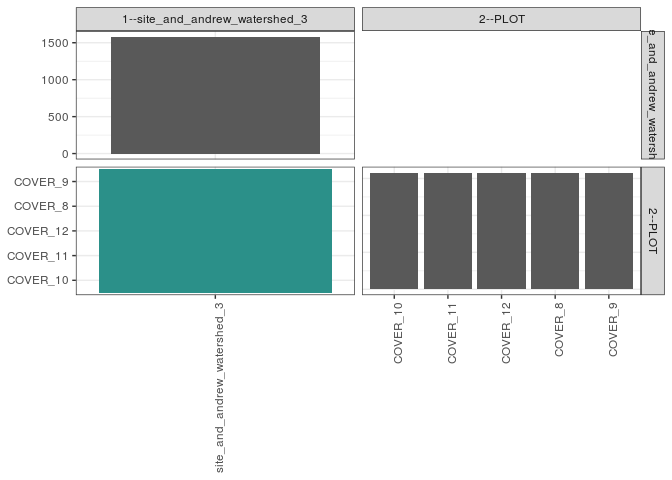 1--site_and_andrew_watershed_3
2--PLOT
1500
1000
500
0
e_and_andrew_watersh
COVER_9
COVER_8
COVER_12
COVER_11
COVER_10
2--PLOT
site_and_andrew_watershed_3
COVER_10
COVER_11
COVER_12
COVER_8
COVER_9